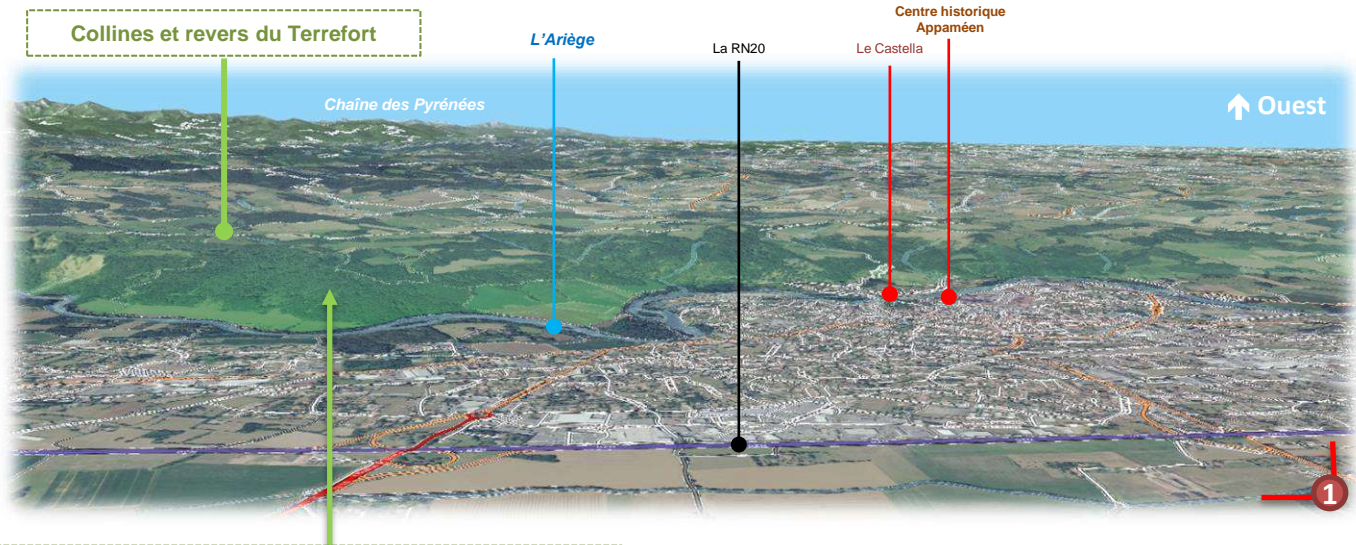 Centre historique
Appaméen
Collines et revers du Terrefort
L'Ariège
La RN20
Le Castella
Chaîne des Pyrénées
Ouest
1